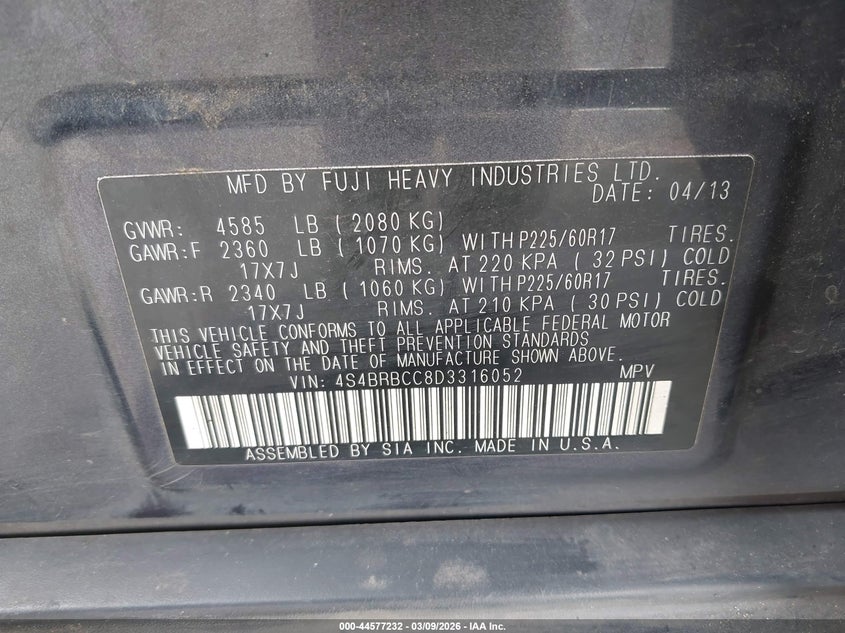 MFD BY FUJI HEAVY INDUSTRIES LTD.
DATE: 04/13
GVWR: 4585 LB ( 2080 KG)
GAWR:F 2360 LB ( 1070 KG) WITH P225/60R17 TIRES.
17X7J RIMS. AT 220 KPA ( 32 PSI) COLD
GAWR:R 2340 LB ( 1060 KG) WITH P225/60R17 TIRES.
17X7J RIMS. AT 210 KPA ( 30 PSI) COLD
THIS VEHICLE CONFORMS TO ALL APPLICABLE FEDERAL MOTOR
VEHICLE SAFETY AND THEFT PREVENTION STANDARDS
IN EFFECT ON THE DATE OF MANUFACTURE SHOWN ABOVE.
VIN: 4S4BRBCC8D3316052 MPV
ASSEMBLED BY SIA INC. MADE IN U.S.A.
000-44577232 - 03/09/2026 - IAA Inc.